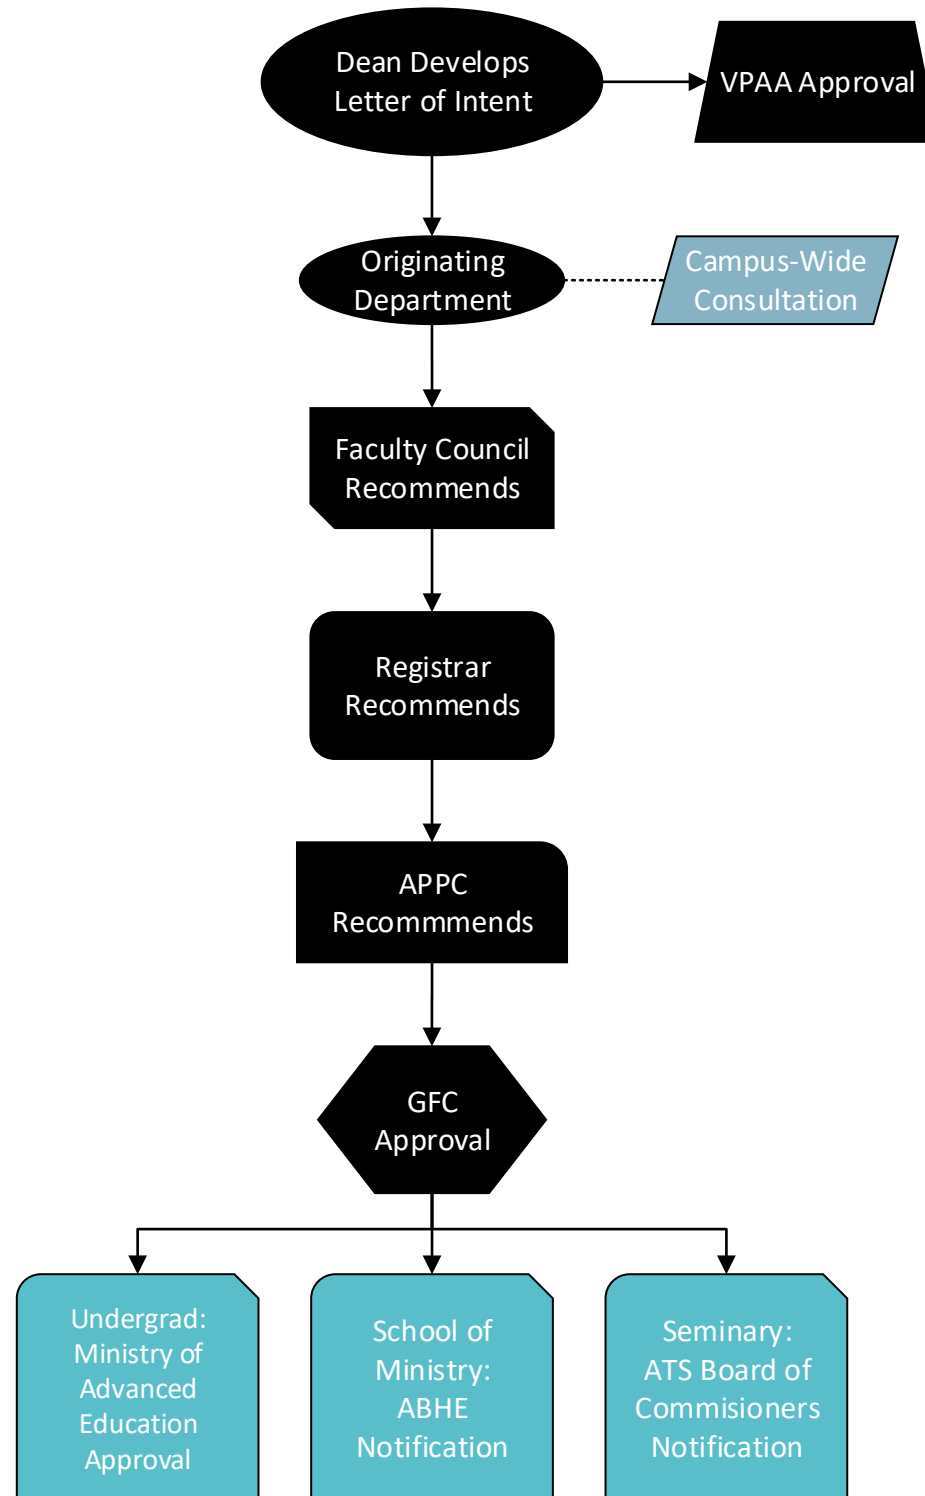 Dean Develops
Letter of Intent
VPAA Approval
Originating
Department
Campus-Wide
Consultation
Faculty Council
Recommends
Registrar
Recommends
APPC
Recommmends
GFC
Approval
Undergrad:
Ministry of
Advanced
Education
Approval
School of
Ministry:
ABHE
Notification
Seminary:
ATS Board of
Commisioners
Notification